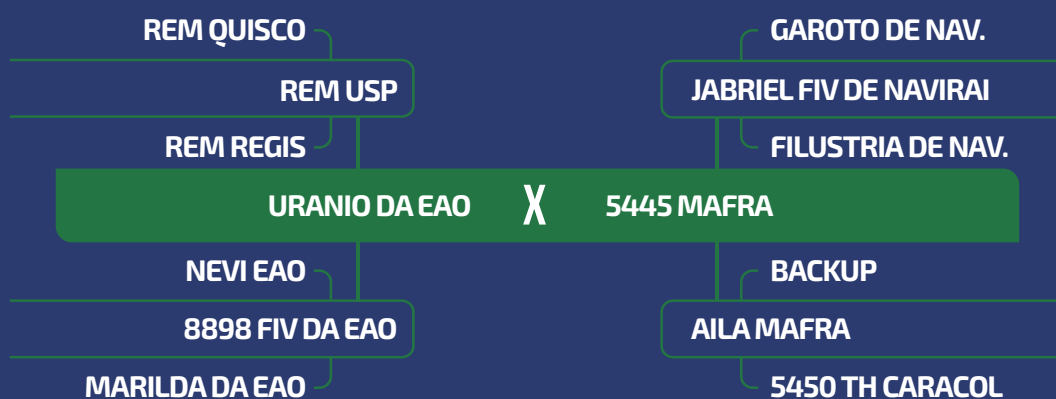 REM QUISCO
GAROTO DE NAV.
REM USP
JABRIEL FIV DE NAVIRAI
REM REGIS
FILUSTRIA DE NAV.
URANIO DA EAO X 5445 MAFRA
NEVI EAO
BACKUP
8898 FIV DA EAO
AILA MAFRA
MARILDA DA EAO
5450 TH CARACOL